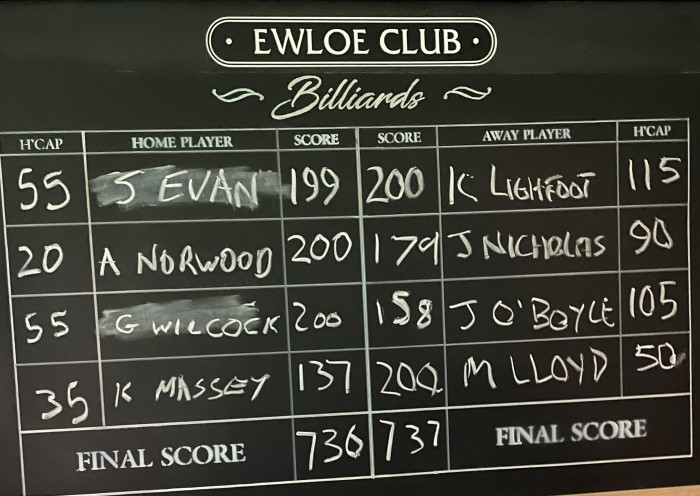 · EWLOE CLUB ·
Billiards
H'CAP HOME PLAYER SCORE SCORE AWAY PLAYER H'CAP
55 S EVAN 199 200 K LIGHTFOOT 115
20 A NORWOOD 200 179 J NICHOLAS 90
55 G WILCOCK 200 158 J O'BOYLE 105
35 K MASSEY 137 200 M LLOYD 50
FINAL SCORE 736 737 FINAL SCORE